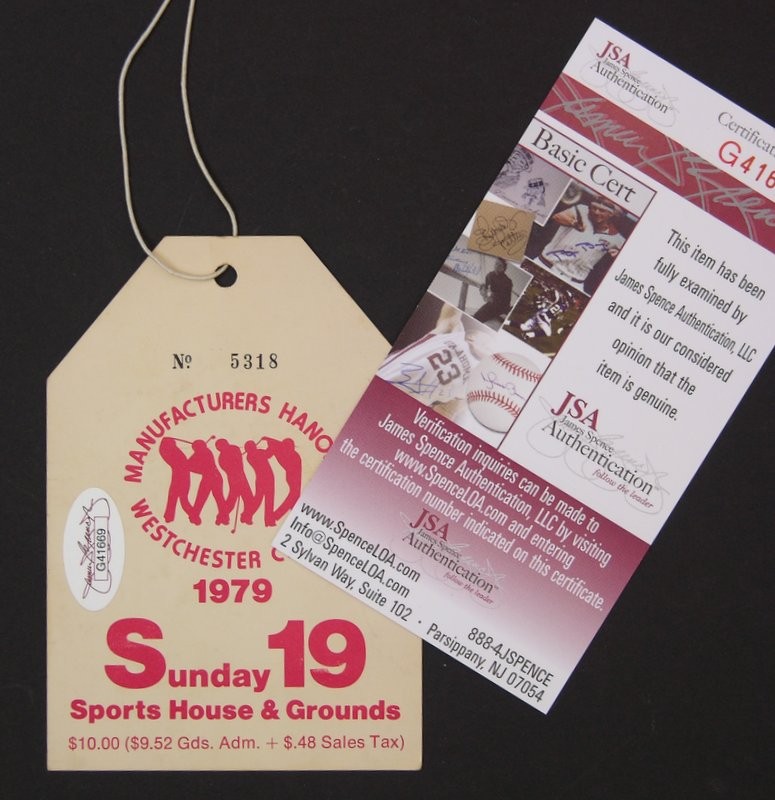 Nº 5318
MANUFACTURERS HANO
WESTCHESTER C
1979
G41669
Sunday 19
Sports House & Grounds
$10.00 ($9.52 Gds. Adm. + $.48 Sales Tax)
JSA
James Spence
Authentication
Certificat
G416
Basic Cert
This item has been
fully examined by
James Spence Authentication, LLC
and it is our considered
opinion that the
item is genuine.
JSA
James Spence
Authentication
follow the leader
23
Verification inquiries can be made to
James Spence Authentication, LLC by visiting
www.SpenceLOA.com and entering
the certification number indicated on this certificate.
JSA
James Spence
Authentication
follow the leader
www.SpenceLOA.com
Info@SpenceLOA.com
2 Sylvan Way, Suite 102 · Parsippany, NJ 07054
888-4JSPENCE